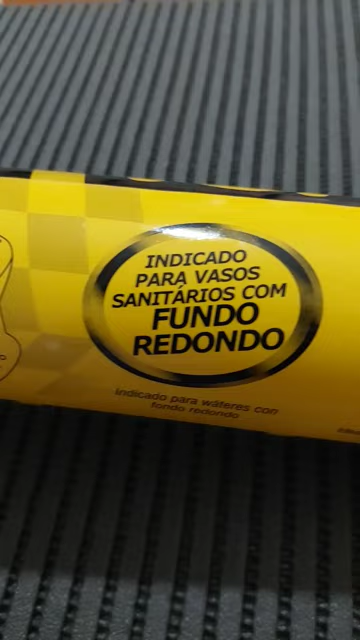 INDICADO
PARA VASOS
SANITÁRIOS COM
FUNDO
REDONDO
Indicado para wáteres con
fondo redondo